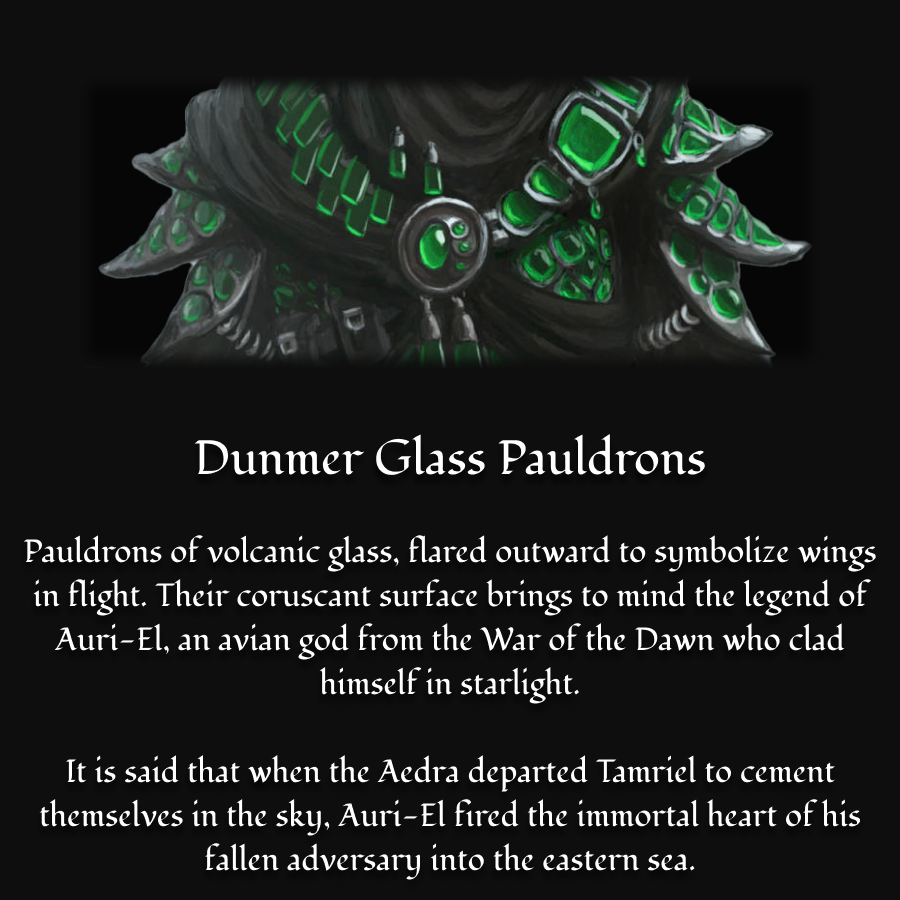 Dunmer Glass Pauldrons
Pauldrons of volcanic glass, flared outward to symbolize wings
in flight. Their coruscant surface brings to mind the legend of
Auri-El, an avian god from the War of the Dawn who clad
himself in starlight.
It is said that when the Aedra departed Tamriel to cement
themselves in the sky, Auri-El fired the immortal heart of his
fallen adversary into the eastern sea.